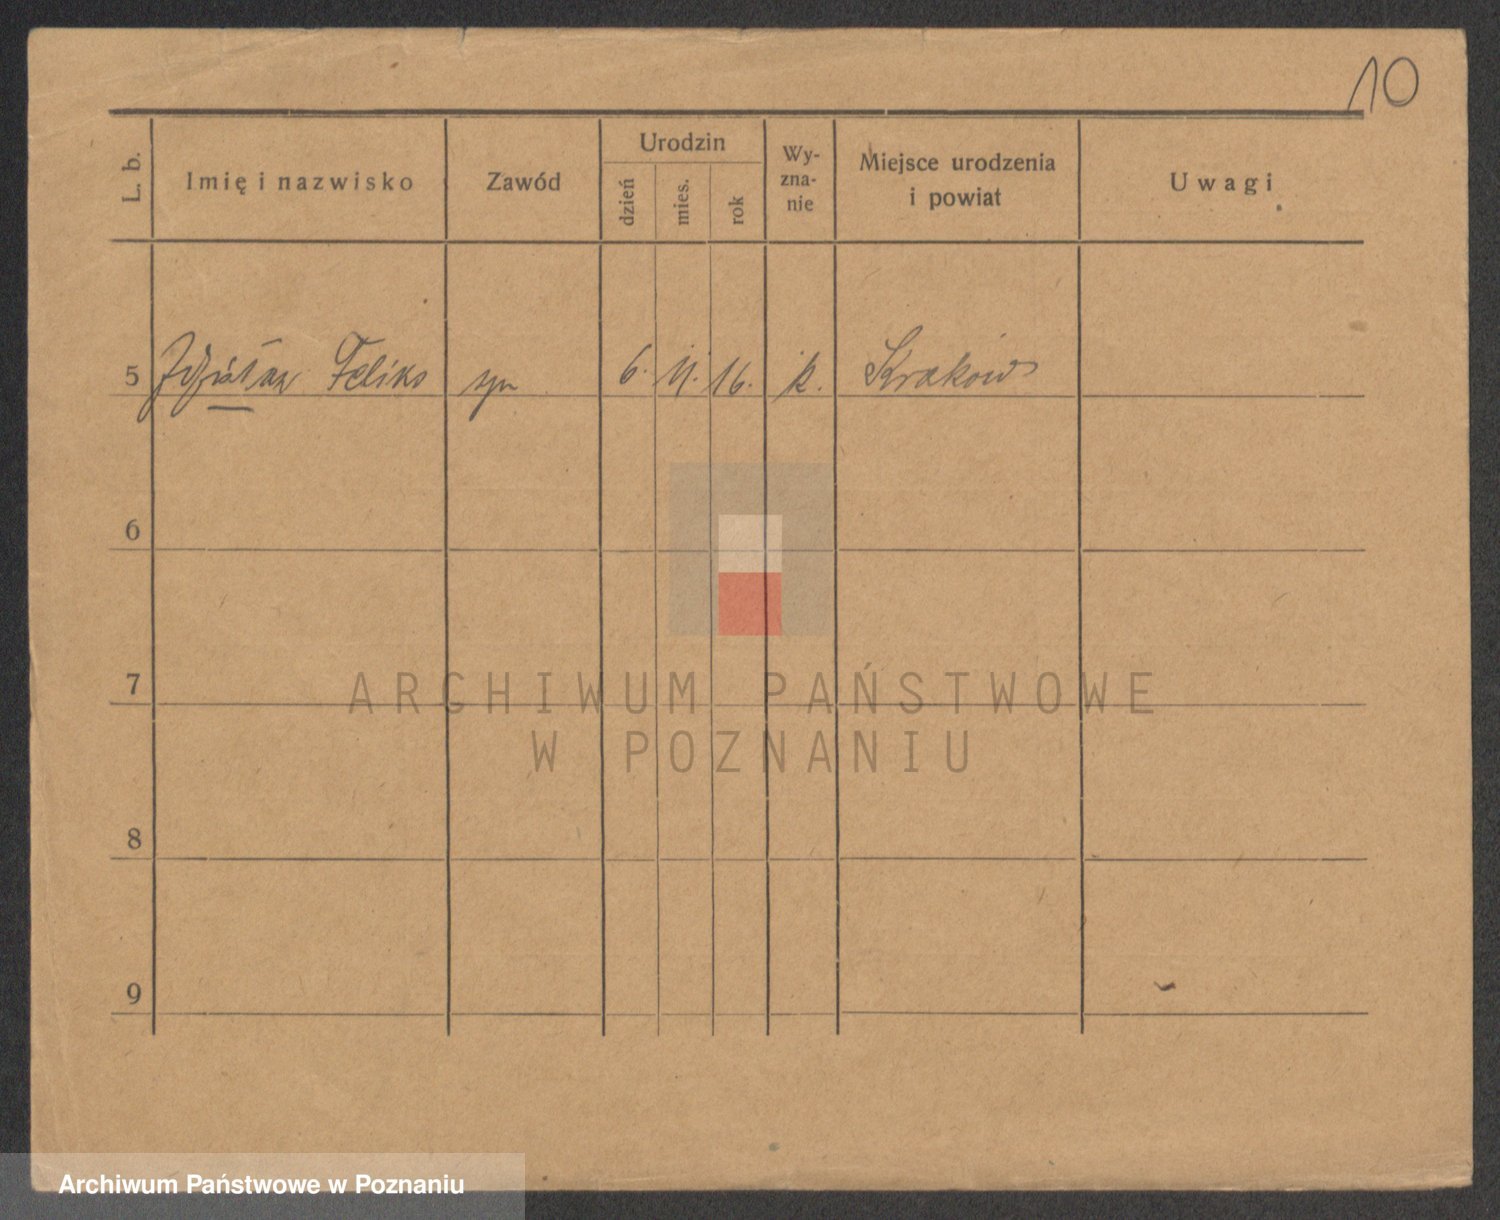 10
L. b.
Imię i nazwisko
Zawód
Urodzin
dzień
mies.
rok
Wy-
zna-
nie
Miejsce urodzenia
i powiat
Uwagi
5 Feliks syn 6. 11. 16. k. Kraków
6
7
8
9
ARCHIWUM PAŃSTWOWE
W POZNANIU
Archiwum Państwowe w Poznaniu